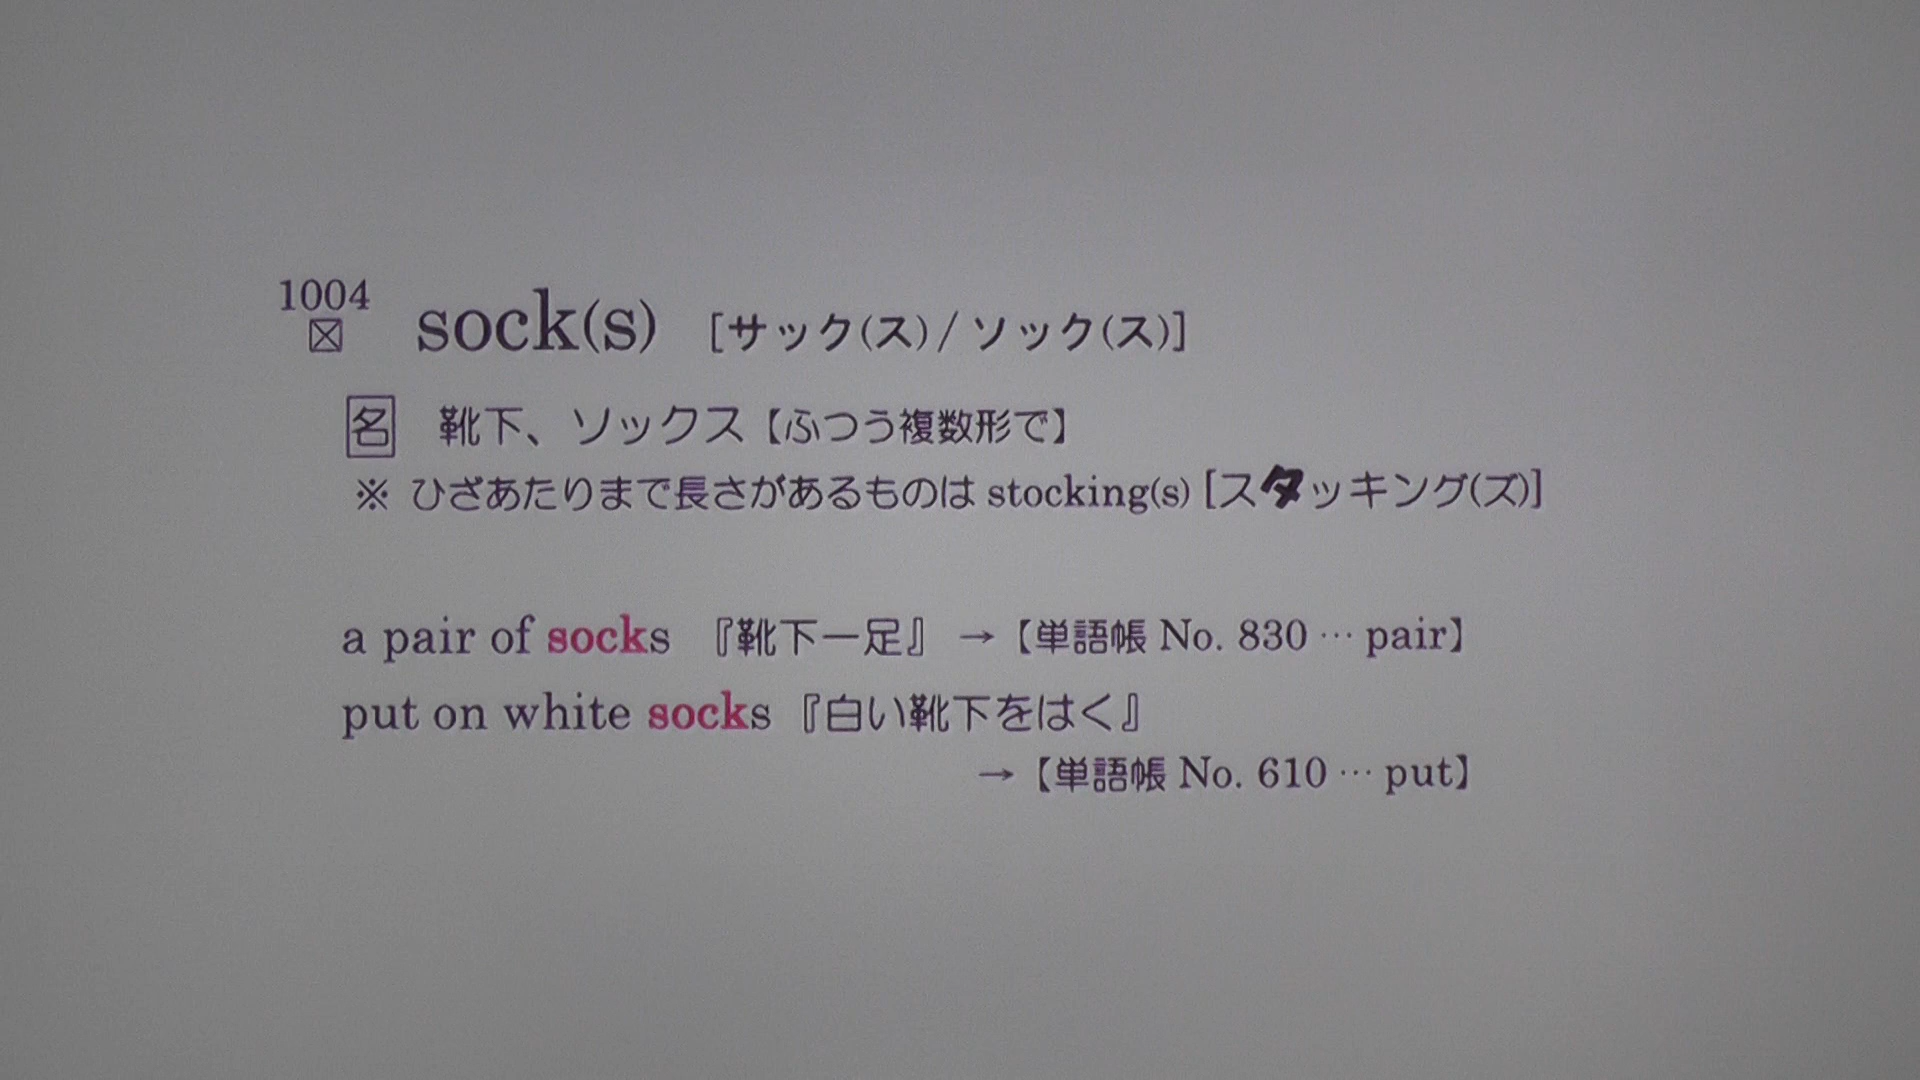 1004
☒ sock(s) [サック(ス)/ソック(ス)]
名 靴下、ソックス【ふつう複数形で】
※ ひざあたりまで長さがあるものは stocking(s) [スタッキング(ズ)]
a pair of socks 『靴下一足』 →【単語帳 No. 830 … pair】
put on white socks 『白い靴下をはく』
→【単語帳 No. 610 … put】